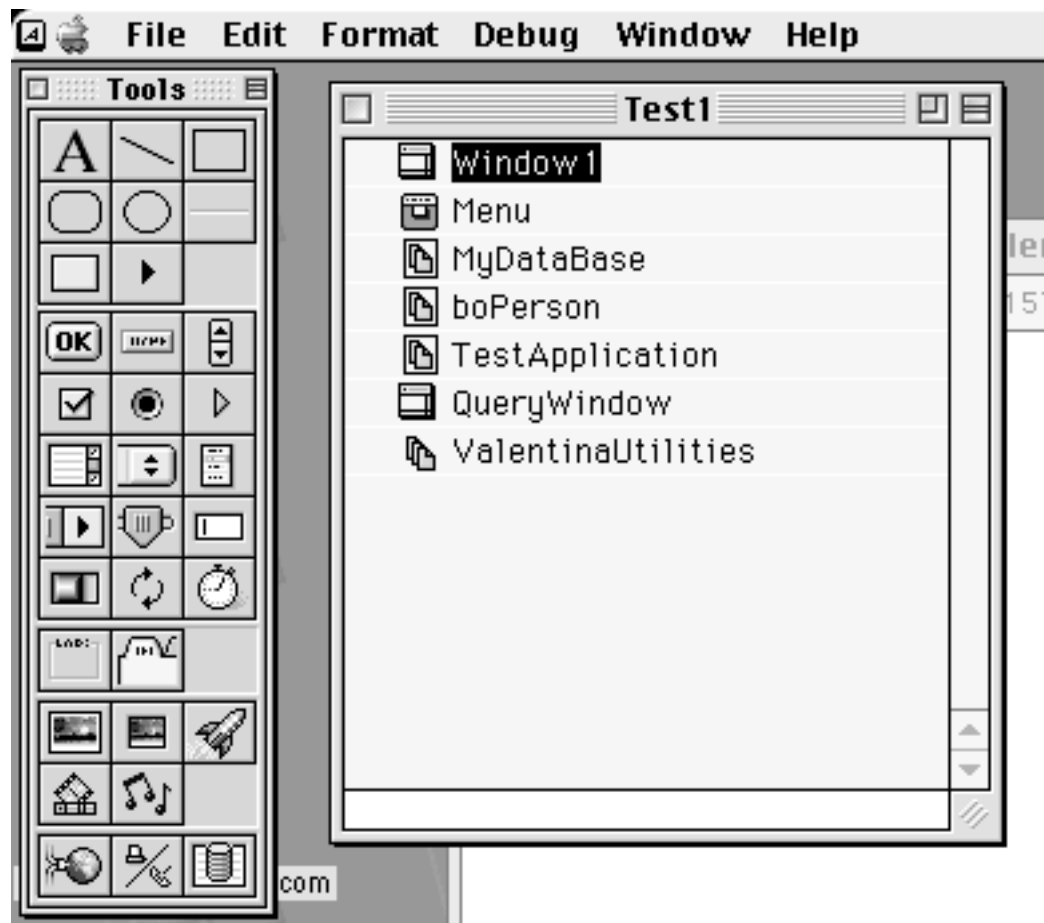 File Edit Format Debug Window Help
Tools
A
OK
Test1
Window1
Menu
MyDataBase
boPerson
TestApplication
QueryWindow
ValentinaUtilities
com